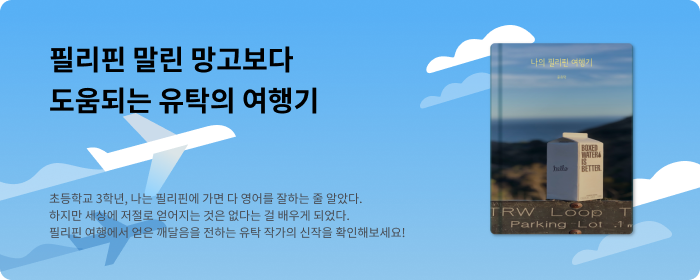 필리핀 말린 망고보다
도움되는 유탁의 여행기
초등학교 3학년, 나는 필리핀에 가면 다 영어를 잘하는 줄 알았다.
하지만 세상에 저절로 얻어지는 것은 없다는 걸 배우게 되었다.
필리핀 여행에서 얻은 깨달음을 전하는 유탁 작가의 신작을 확인해보세요!
나의 필리핀 여행기
BOXED
WATER
IS
BETTER.
TRW Loop T
Parking Lot